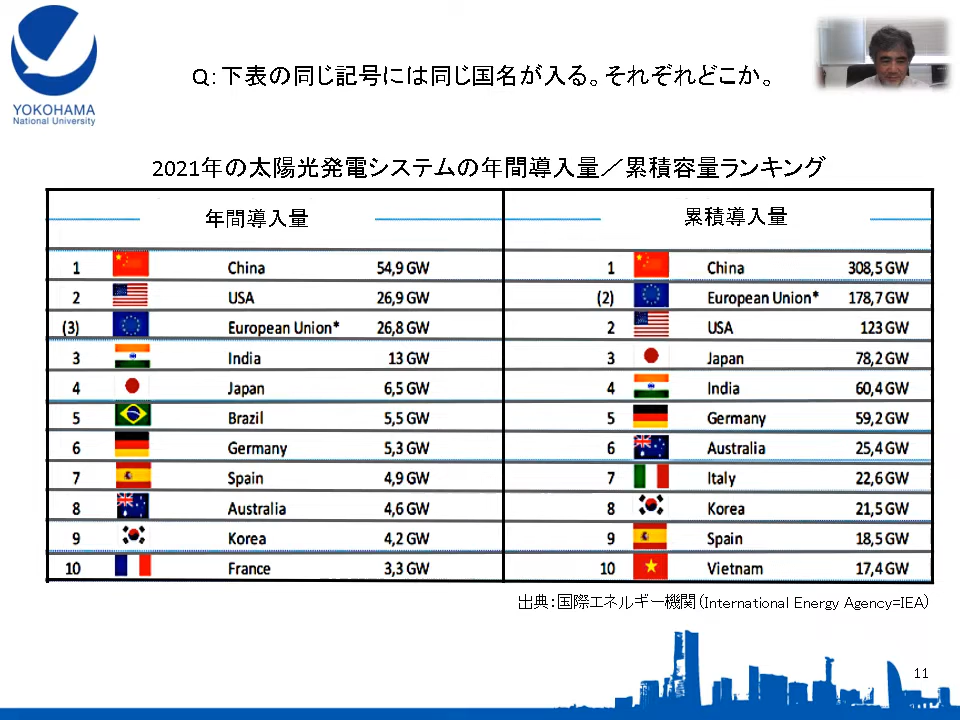 YOKOHAMA
National University
Q：下表の同じ記号には同じ国名が入る。それぞれどこか。
2021年の太陽光発電システムの年間導入量／累積容量ランキング
年間導入量
1 China 54,9 GW
2 USA 26,9 GW
(3) European Union* 26,8 GW
3 India 13 GW
4 Japan 6,5 GW
5 Brazil 5,5 GW
6 Germany 5,3 GW
7 Spain 4,9 GW
8 Australia 4,6 GW
9 Korea 4,2 GW
10 France 3,3 GW
累積導入量
1 China 308,5 GW
(2) European Union* 178,7 GW
2 USA 123 GW
3 Japan 78,2 GW
4 India 60,4 GW
5 Germany 59,2 GW
6 Australia 25,4 GW
7 Italy 22,6 GW
8 Korea 21,5 GW
9 Spain 18,5 GW
10 Vietnam 17,4 GW
出典：国際エネルギー機関（International Energy Agency=IEA）
11